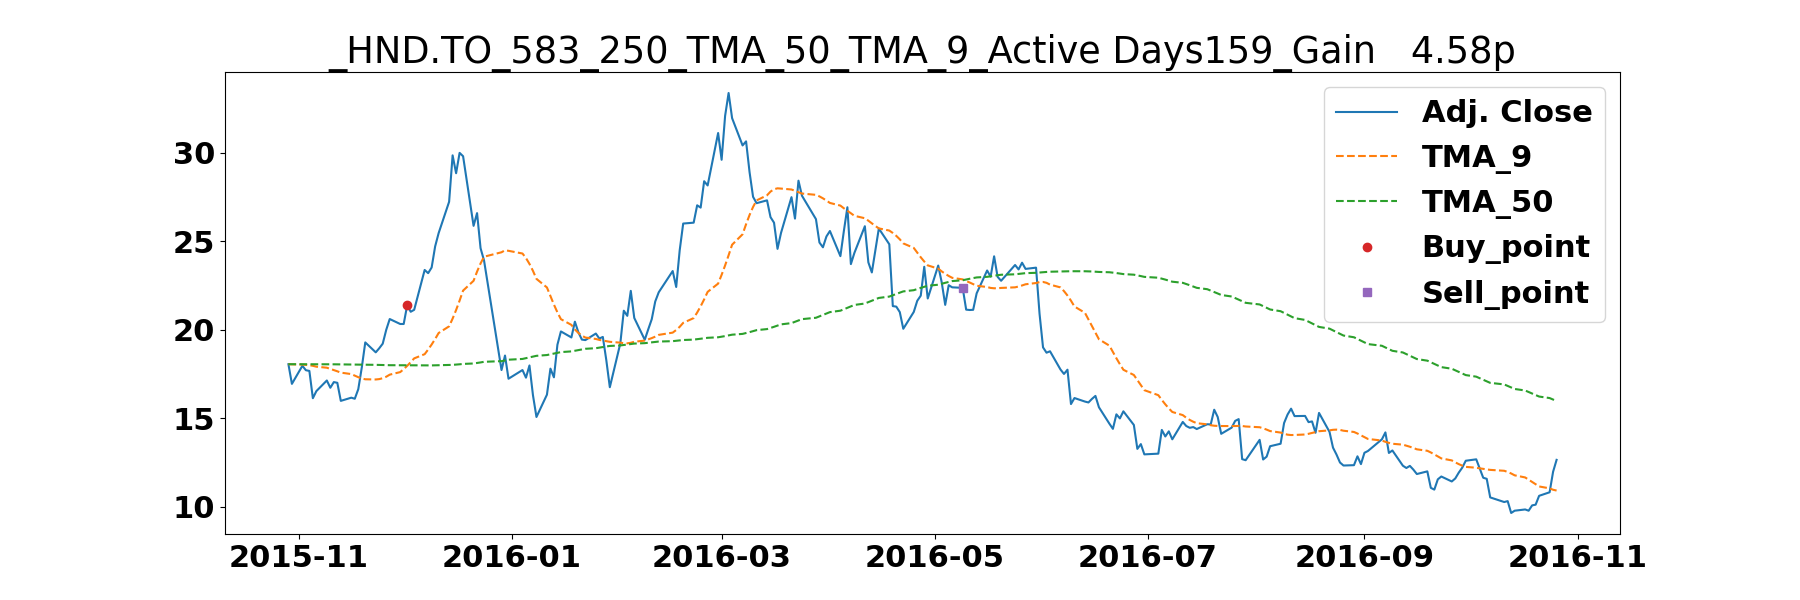 _HND.TO_583_250_TMA_50_TMA_9_Active Days159_Gain   4.58p
Adj. Close
TMA_9
TMA_50
Buy_point
Sell_point
30
25
20
15
10
2015-11 2016-01 2016-03 2016-05 2016-07 2016-09 2016-11